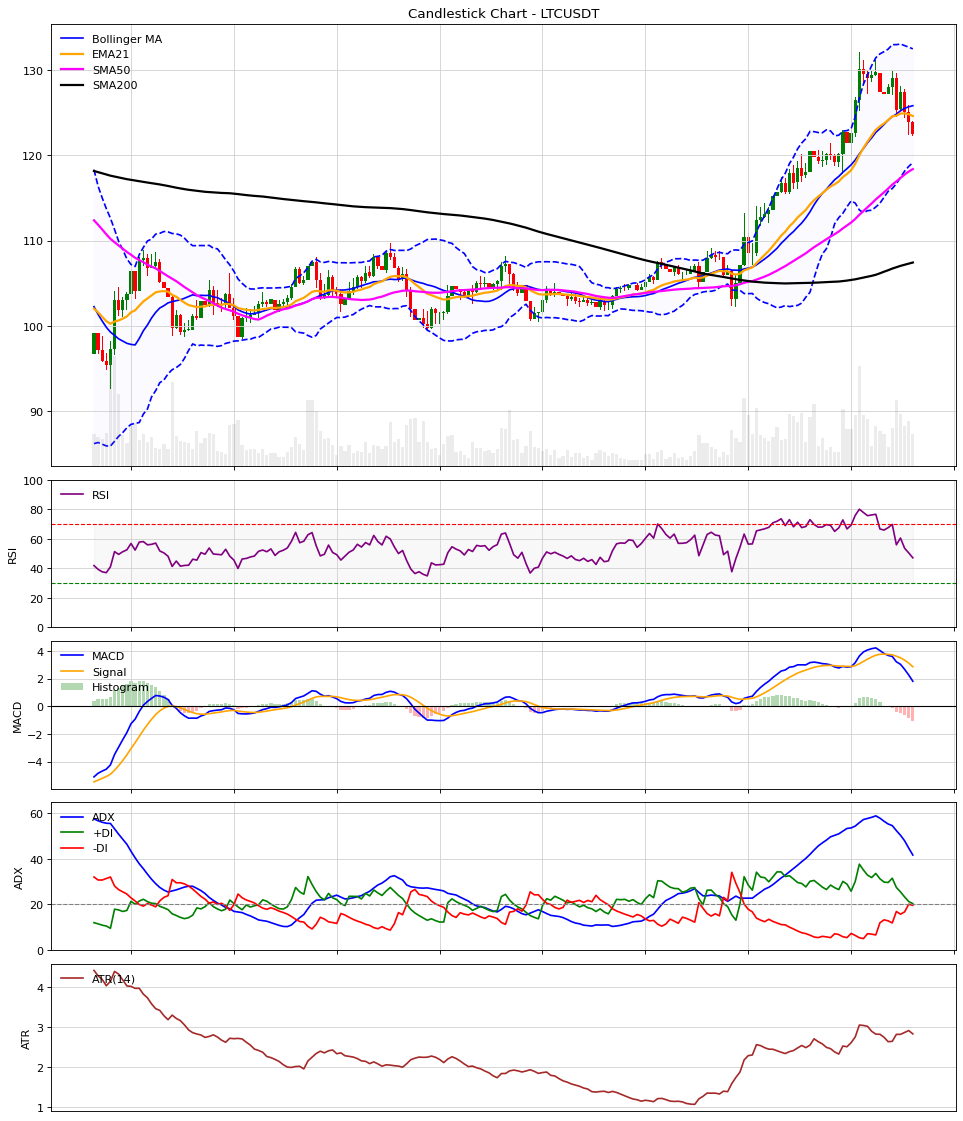 Candlestick Chart - LTCUSDT
Bollinger MA
EMA21
SMA50
SMA200
130
120
110
100
90
RSI
100
80
60
40
20
0
RSI
MACD
Signal
Histogram
4
2
0
−2
−4
MACD
ADX
+DI
-DI
60
40
20
0
ADX
ATR(14)
4
3
2
1
ATR